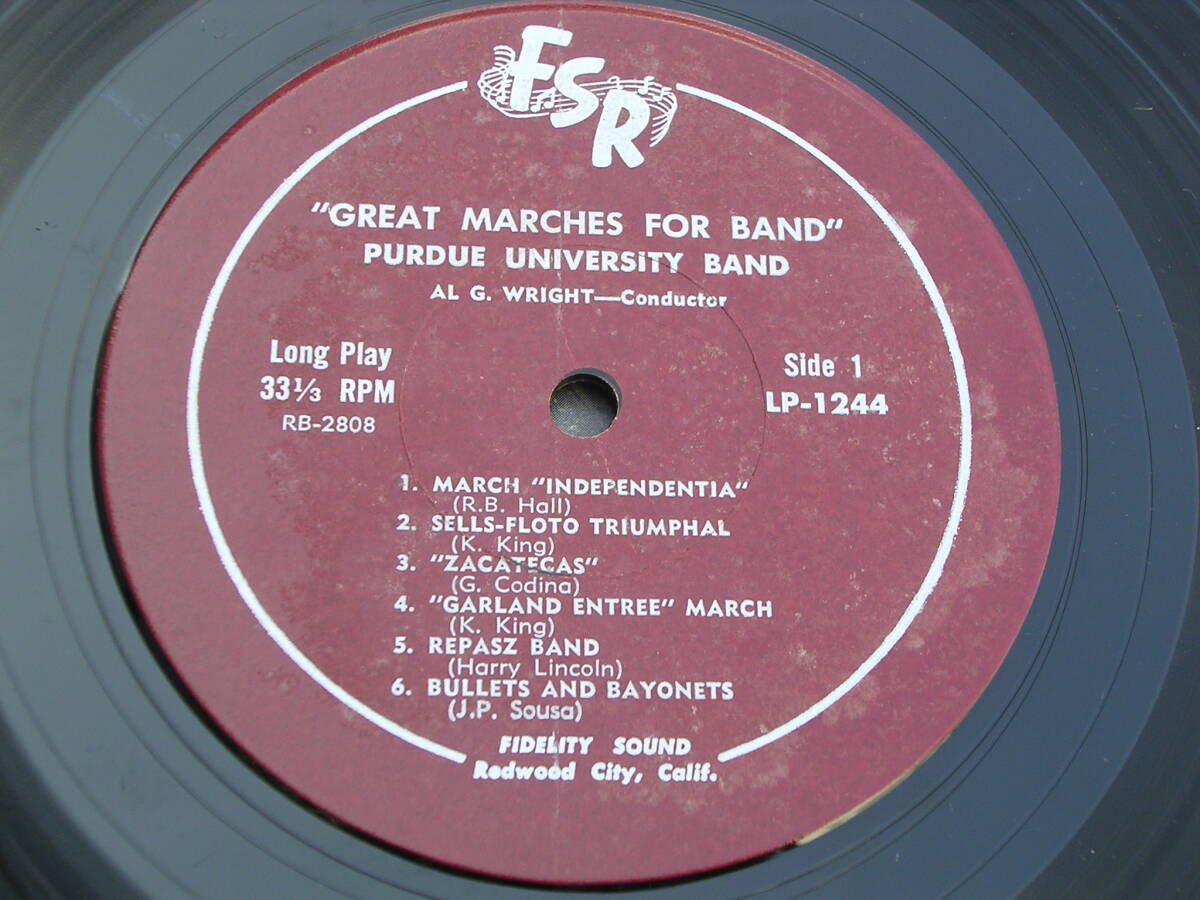 FSR
"GREAT MARCHES FOR BAND"
PURDUE UNIVERSITY BAND
AL G. WRIGHT—Conductor
Long Play
33⅓ RPM
RB-2808
Side 1
LP-1244
1. MARCH "INDEPENDENTIA"
(R.B. Hall)
2. SELLS-FLOTO TRIUMPHAL
(K. King)
3. "ZACATECAS"
(G. Codina)
4. "GARLAND ENTREE" MARCH
(K. King)
5. REPASZ BAND
(Harry Lincoln)
6. BULLETS AND BAYONETS
(J.P. Sousa)
FIDELITY SOUND
Redwood City, Calif.